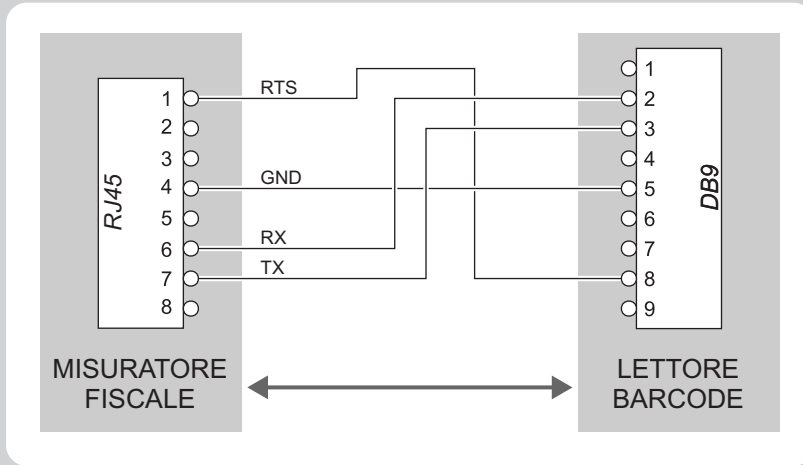 RJ45
1
2
3
4
5
6
7
8
RTS
GND
RX
TX
1
2
3
4
5
6
7
8
9
DB9
MISURATORE
FISCALE
LETTORE
BARCODE